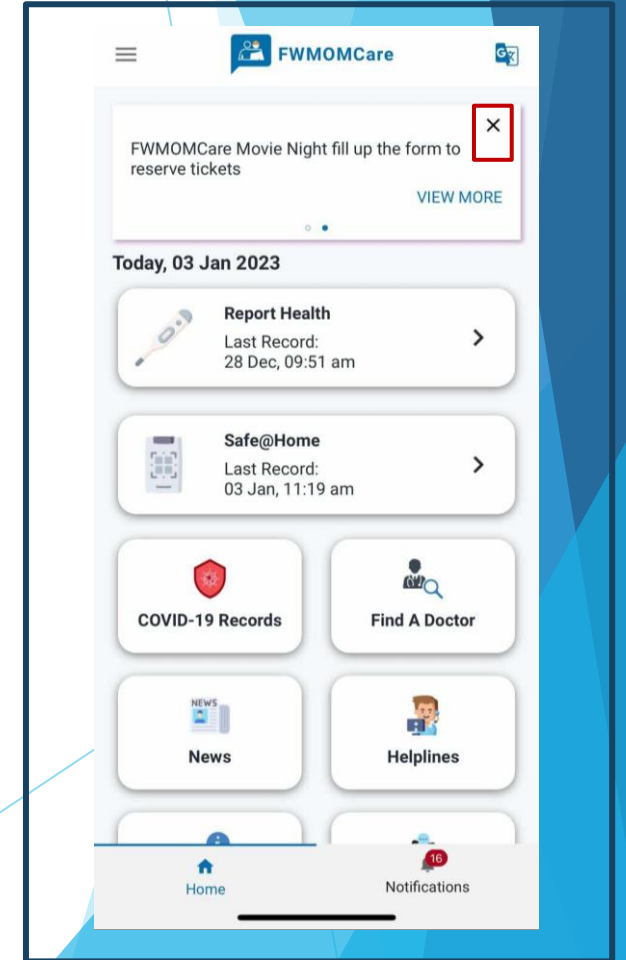 FWMOMCare
FWMOMCare Movie Night fill up the form to
reserve tickets
VIEW MORE
Today, 03 Jan 2023
Report Health
Last Record:
28 Dec, 09:51 am
Safe@Home
Last Record:
03 Jan, 11:19 am
COVID-19 Records
Find A Doctor
NEWS
News
Helplines
16
Home
Notifications